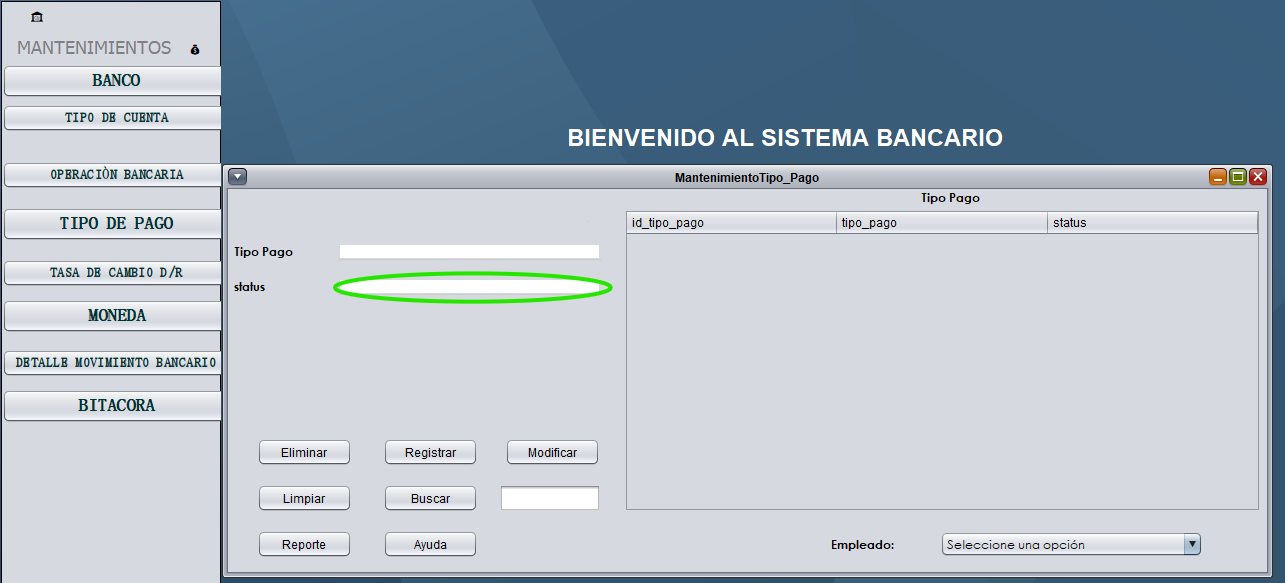 MANTENIMIENTOS
BANCO
TIPO DE CUENTA
OPERACIÒN BANCARIA
TIPO DE PAGO
TASA DE CAMBIO D/R
MONEDA
DETALLE MOVIMIENTO BANCARIO
BITACORA
BIENVENIDO AL SISTEMA BANCARIO
MantenimientoTipo_Pago
Tipo Pago
id_tipo_pago tipo_pago status
Tipo Pago
status
Eliminar Registrar Modificar
Limpiar Buscar
Reporte Ayuda
Empleado: Seleccione una opción